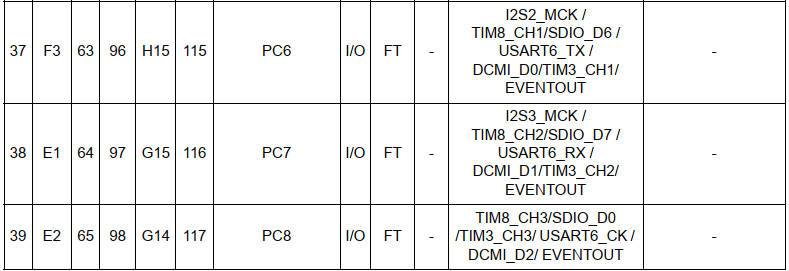 37 F3 63 96 H15 115 PC6 I/O FT - I2S2_MCK /
TIM8_CH1/SDIO_D6 /
USART6_TX /
DCMI_D0/TIM3_CH1/
EVENTOUT -
38 E1 64 97 G15 116 PC7 I/O FT - I2S3_MCK /
TIM8_CH2/SDIO_D7 /
USART6_RX /
DCMI_D1/TIM3_CH2/
EVENTOUT -
39 E2 65 98 G14 117 PC8 I/O FT - TIM8_CH3/SDIO_D0
/TIM3_CH3/ USART6_CK /
DCMI_D2/ EVENTOUT -